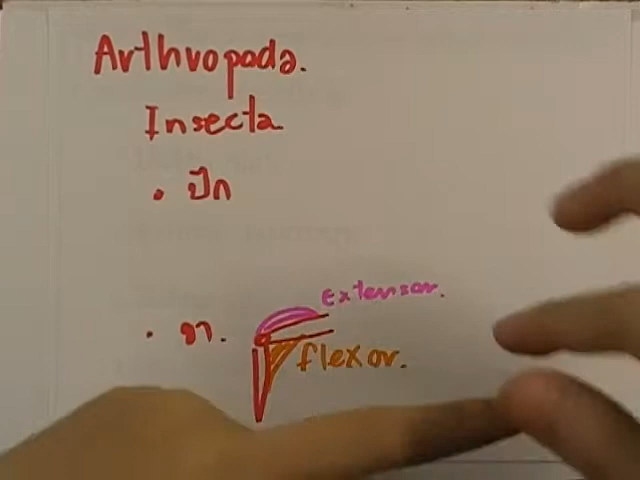 Arthropoda.
Insecta
• ปีก
Extensor.
• ขา.
flexor.